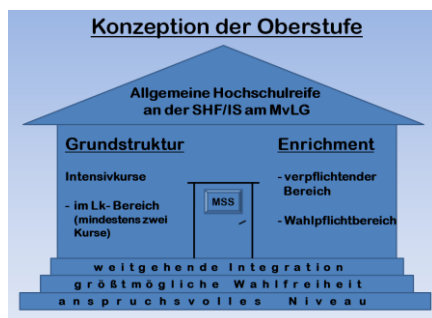 Konzeption der Oberstufe
Allgemeine Hochschulreife
an der SHF/IS am MvLG
Grundstruktur
Intensivkurse
- im Lk- Bereich
(mindestens zwei
Kurse)
MSS
Enrichment
- verpflichtender
Bereich
- Wahlpflichtbereich
weitgehende Integration
größtmögliche Wahlfreiheit
anspruchsvolles Niveau